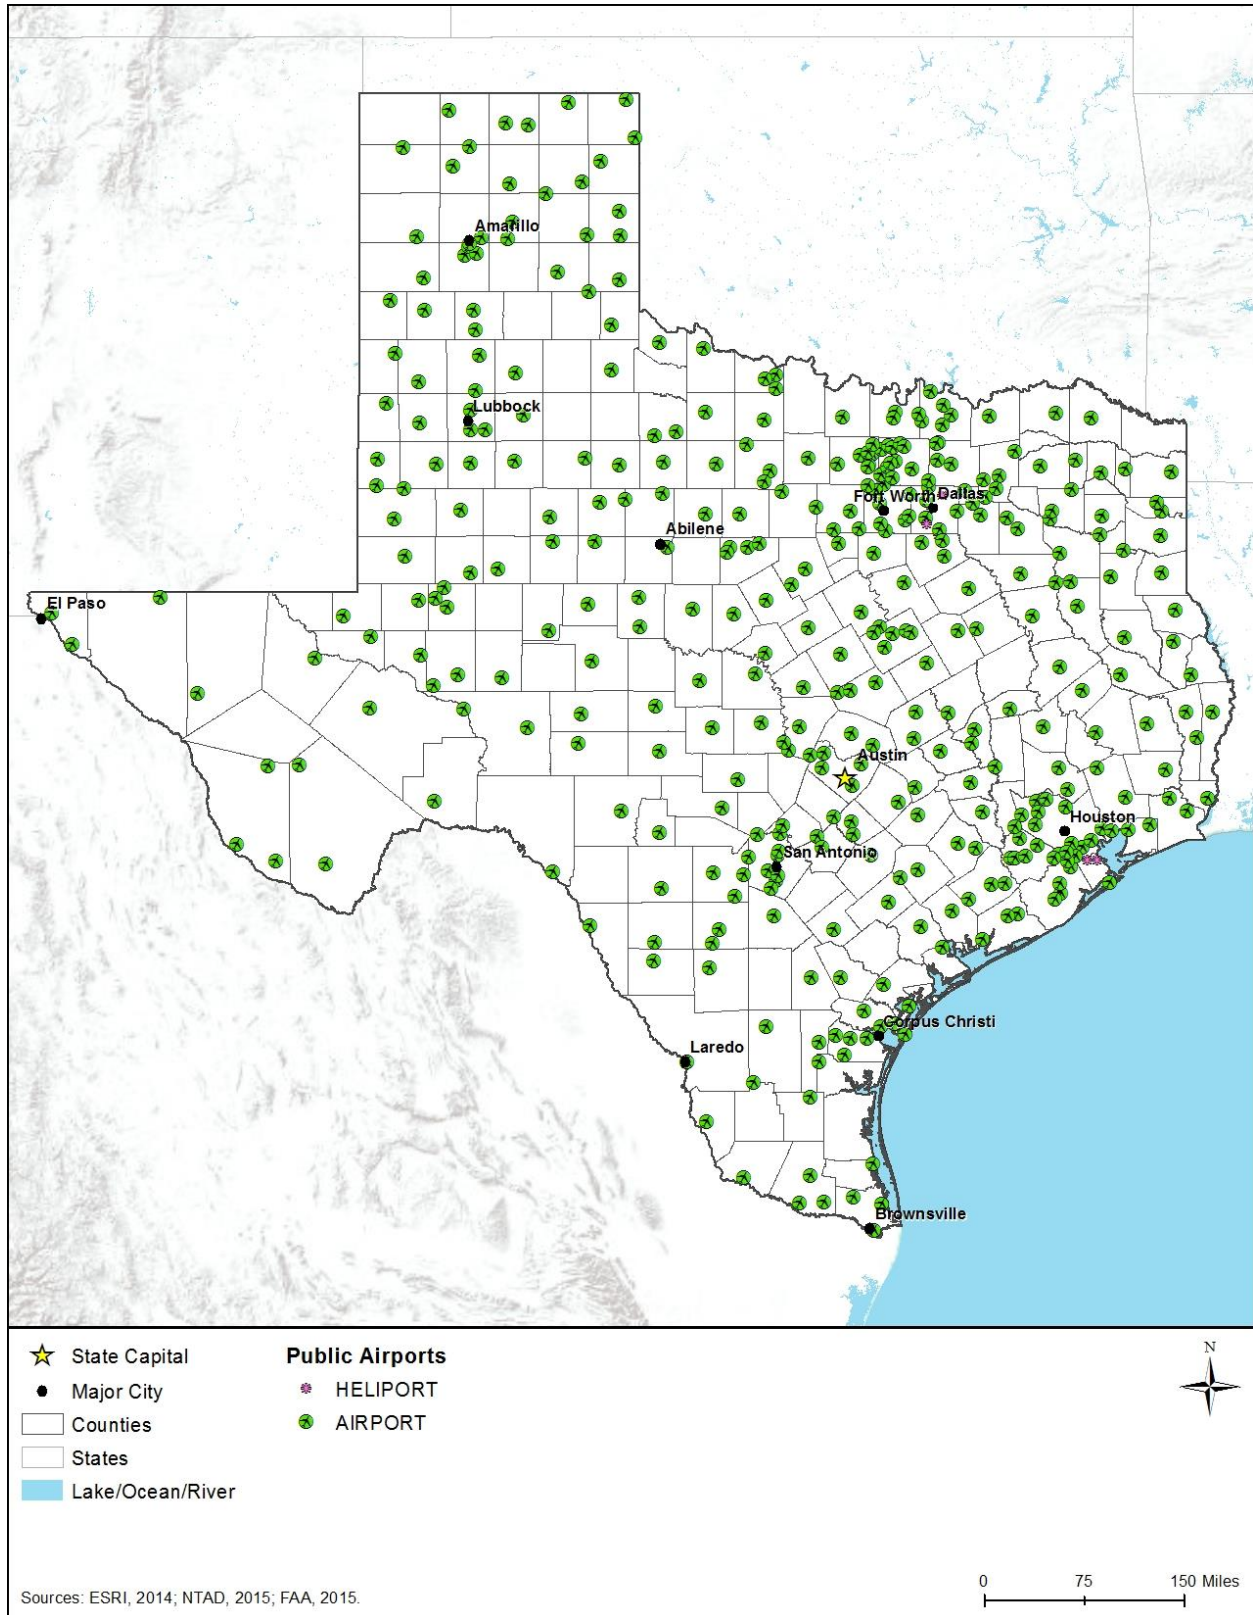 Amarillo
Lubbock
Fort Worth
Dallas
Abilene
El Paso
Austin
Houston
San Antonio
Corpus Christi
Laredo
Brownsville
State Capital
Major City
Counties
States
Lake/Ocean/River
Public Airports
HELIPORT
AIRPORT
N
0 75 150 Miles
Sources: ESRI, 2014; NTAD, 2015; FAA, 2015.